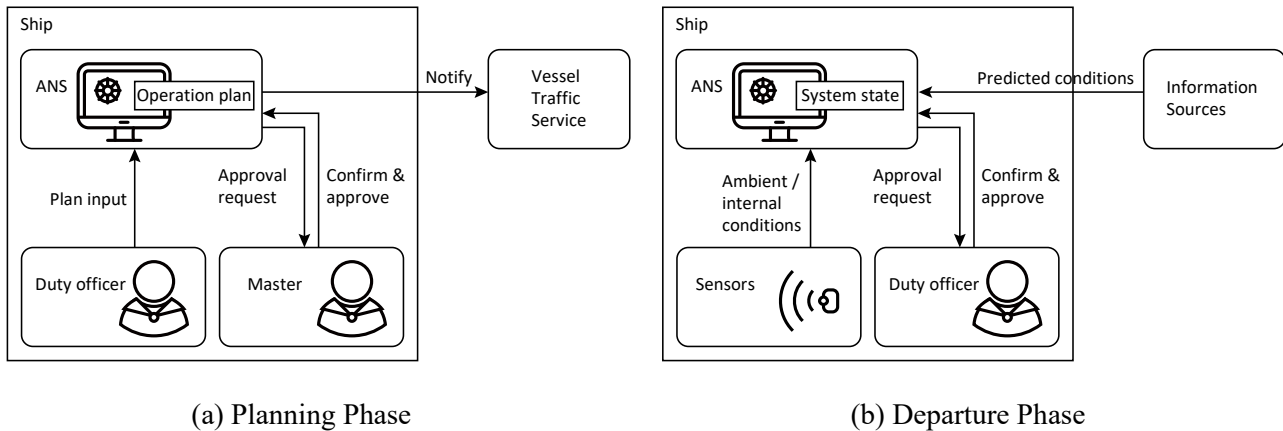 Ship
ANS
Operation plan
Notify
Vessel
Traffic
Service
Plan input
Approval
request
Confirm &
approve
Duty officer
Master
(a) Planning Phase
Ship
ANS
System state
Predicted conditions
Information
Sources
Ambient /
internal
conditions
Approval
request
Confirm &
approve
Sensors
Duty officer
(b) Departure Phase